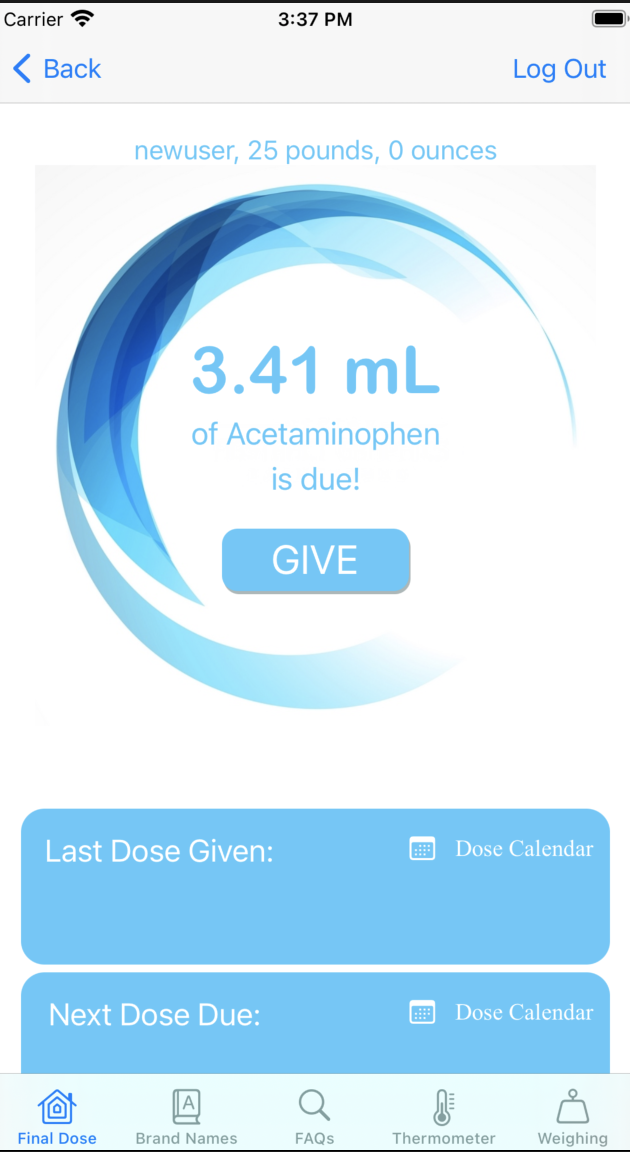 Carrier 3:37 PM
Back Log Out
newuser, 25 pounds, 0 ounces
3.41 mL
of Acetaminophen
is due!
GIVE
Last Dose Given: Dose Calendar
Next Dose Due: Dose Calendar
A
Final Dose Brand Names FAQs Thermometer Weighing